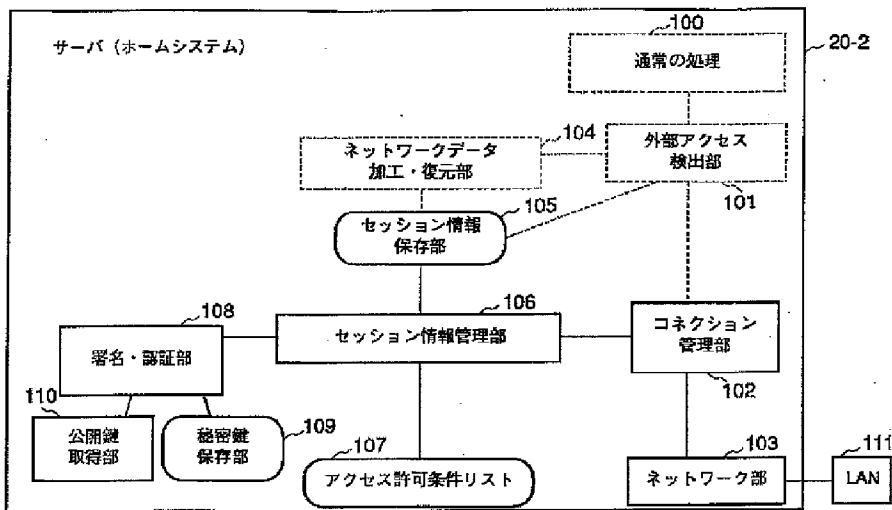 サーバ (ホームシステム)
100
通常の処理
20-2
ネットワークデータ
加工・復元部
104
外部アクセス
検出部
101
105
セッション情報
保存部
108
署名・認証部
106
セッション情報管理部
コネクション
管理部
102
110
公開鍵
取得部
秘密鍵
保存部
109
107
アクセス許可条件リスト
103
ネットワーク部
111
LAN